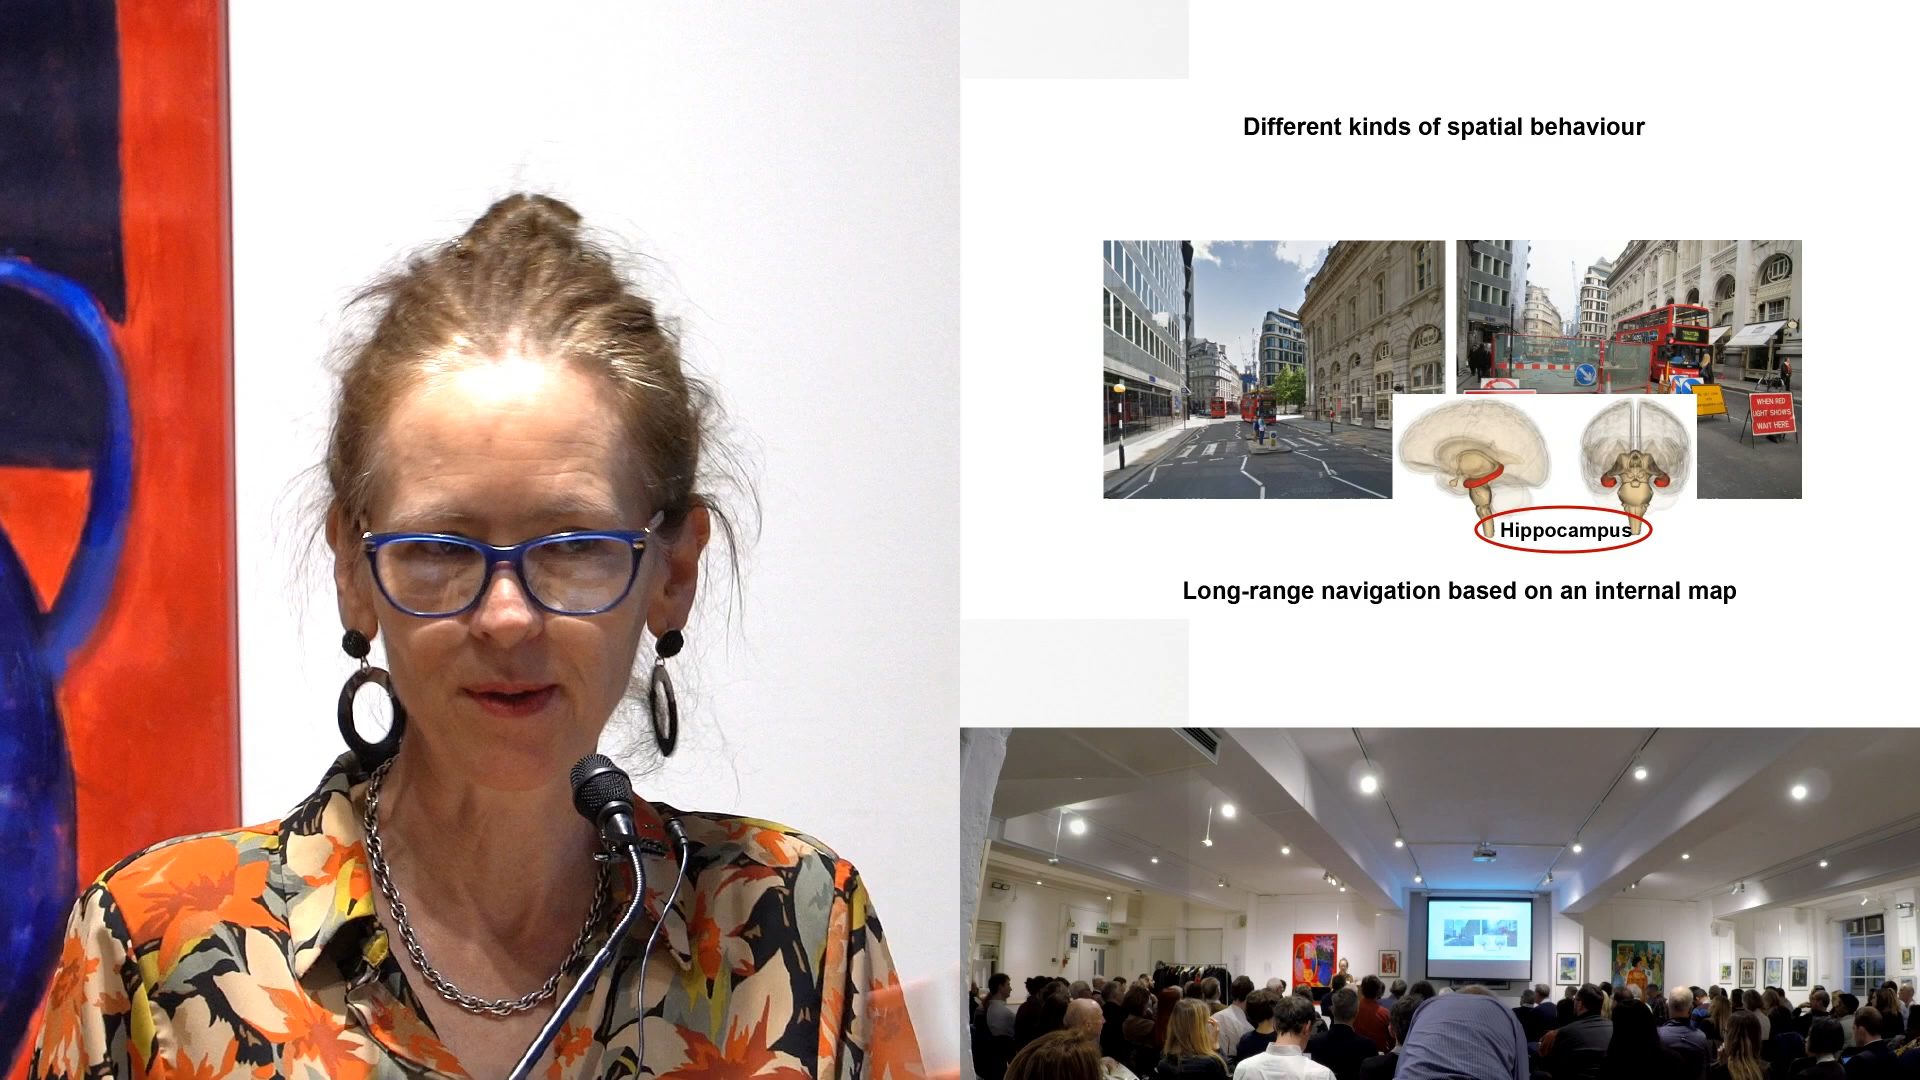 Different kinds of spatial behaviour
WHEN RED
LIGHT SHOWS
WAIT HERE
Hippocampus
Long-range navigation based on an internal map